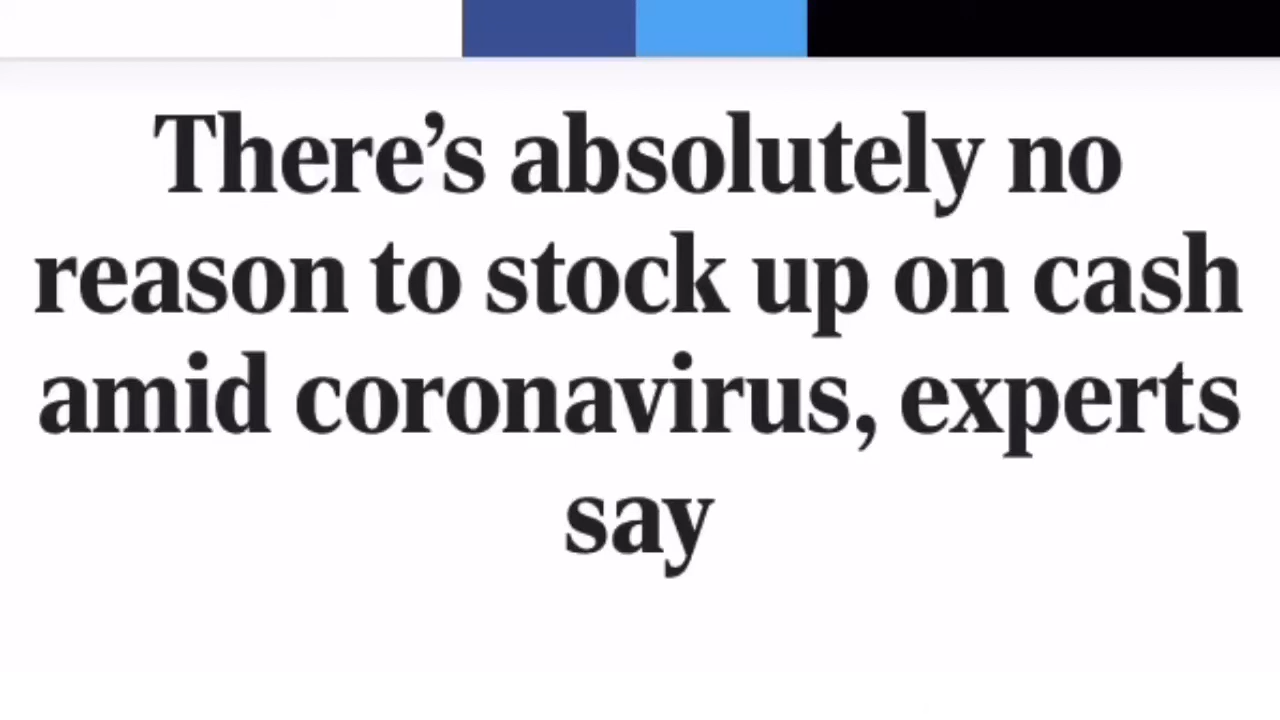 There’s absolutely no
reason to stock up on cash
amid coronavirus, experts
say